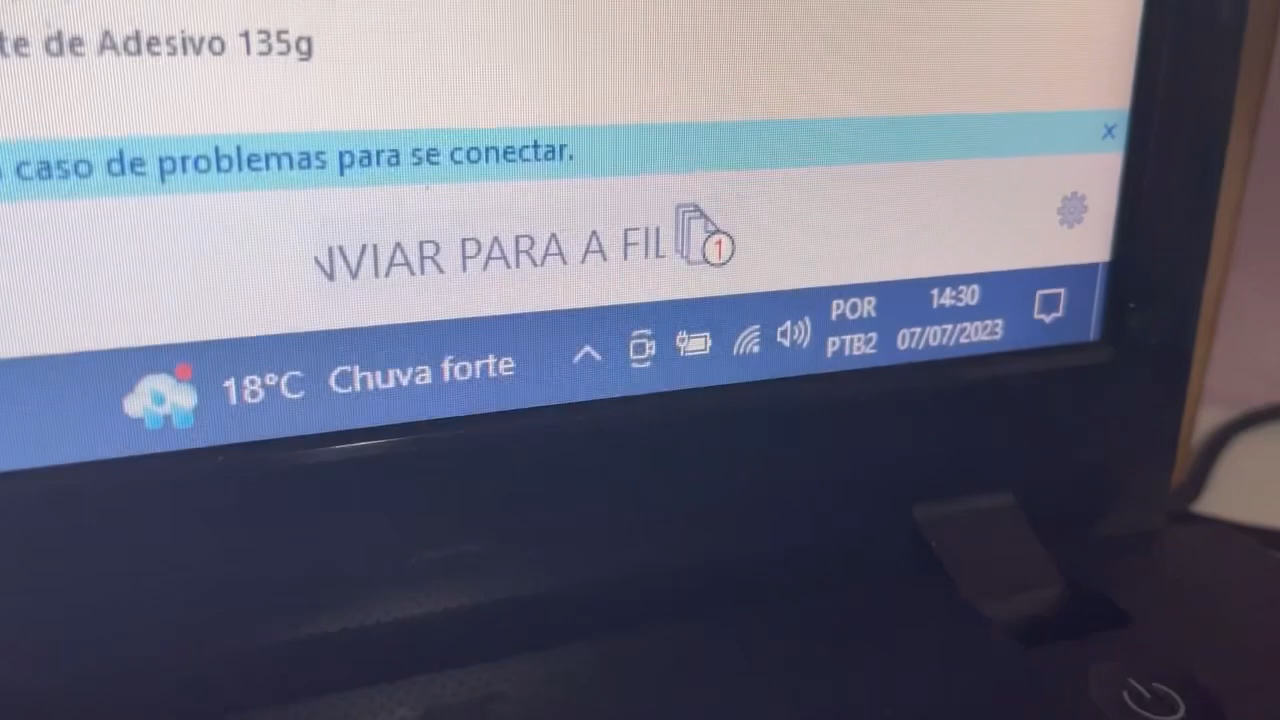 te de Adesivo 135g
caso de problemas para se conectar.
NVIAR PARA A FIL
1
18°C Chuva forte
POR
PTB2
14:30
07/07/2023